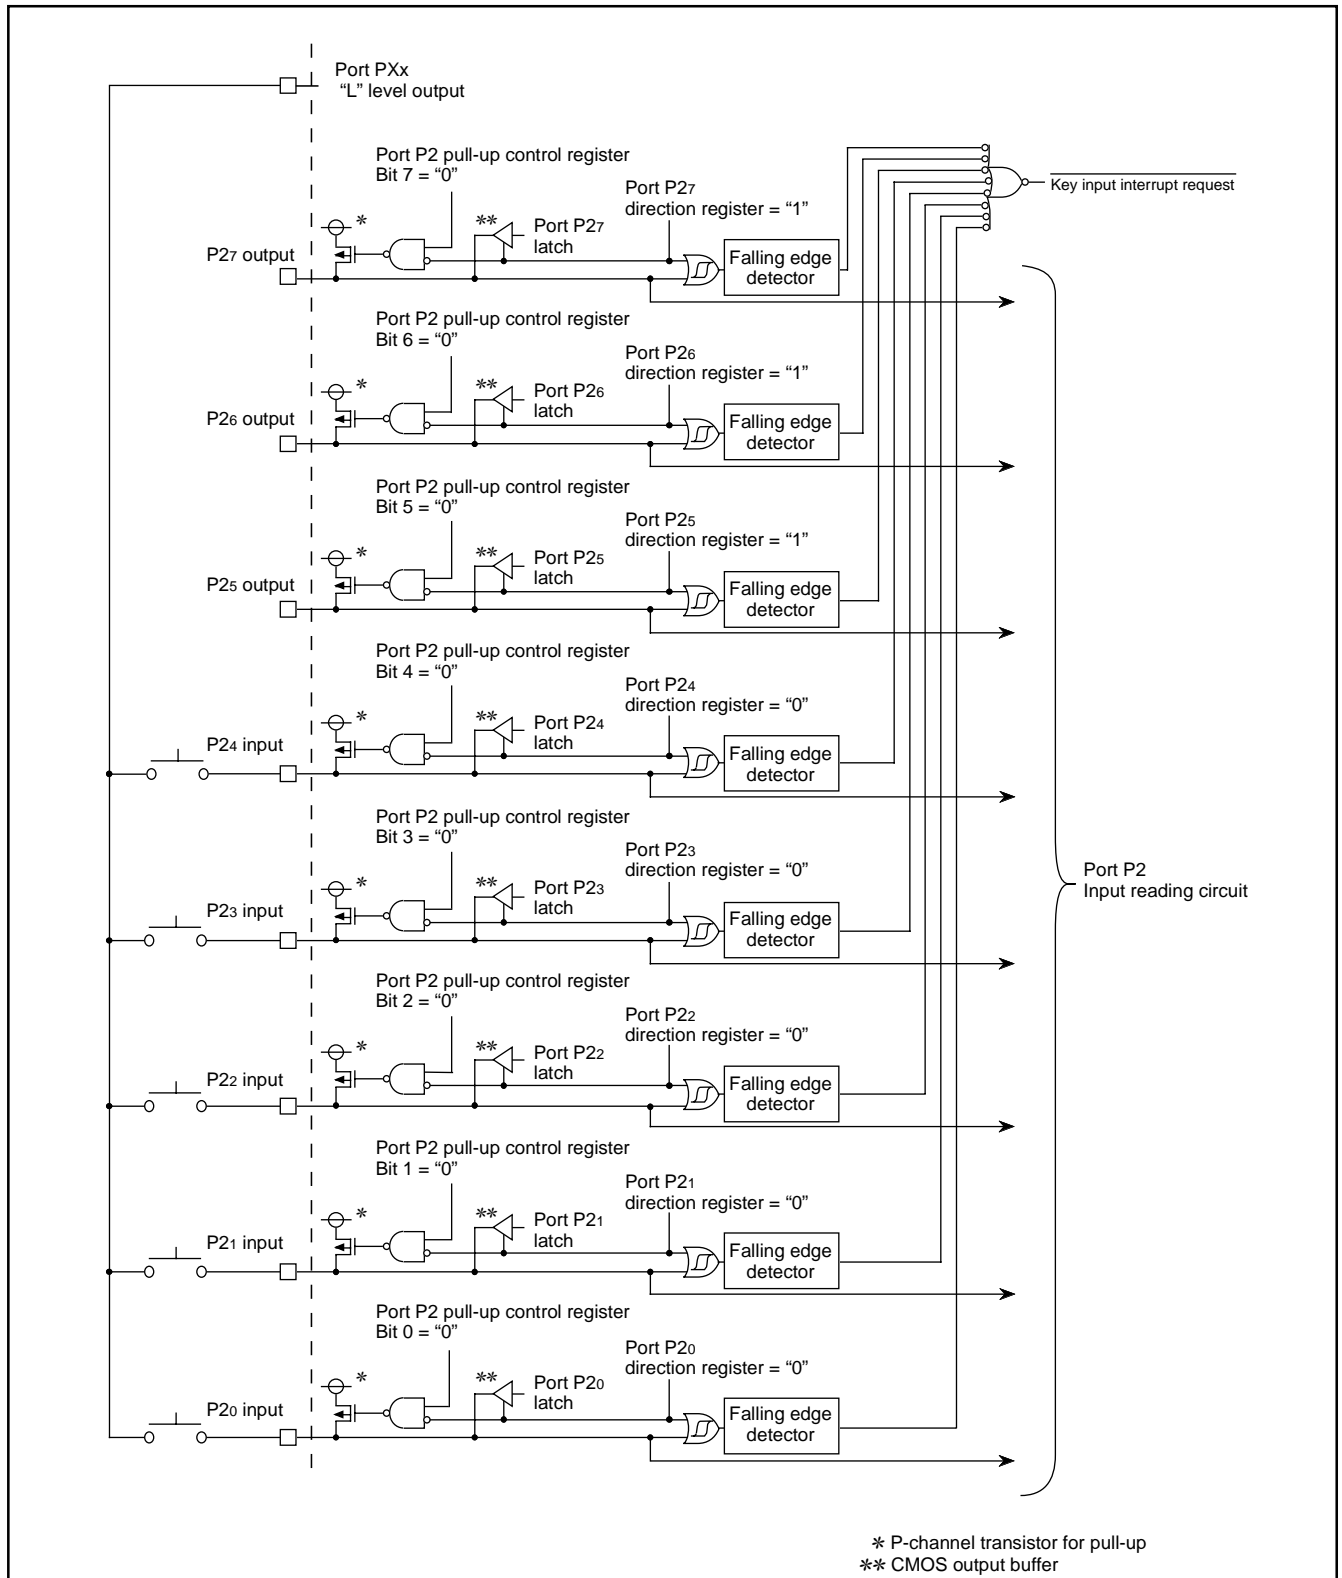 Port PXx
“L” level output
Port P2 pull-up control register
Bit 7 = “0”
Port P27
direction register = “1”
Key input interrupt request
*
**
Port P27
latch
P27 output
Falling edge
detector
Port P2 pull-up control register
Bit 6 = “0”
Port P26
direction register = “1”
*
**
Port P26
latch
P26 output
Falling edge
detector
Port P2 pull-up control register
Bit 5 = “0”
Port P25
direction register = “1”
*
**
Port P25
latch
P25 output
Falling edge
detector
Port P2 pull-up control register
Bit 4 = “0”
Port P24
direction register = “0”
*
**
Port P24
latch
P24 input
Falling edge
detector
Port P2 pull-up control register
Bit 3 = “0”
Port P23
direction register = “0”
Port P2
Input reading circuit
*
**
Port P23
latch
P23 input
Falling edge
detector
Port P2 pull-up control register
Bit 2 = “0”
Port P22
direction register = “0”
*
**
Port P22
latch
P22 input
Falling edge
detector
Port P2 pull-up control register
Bit 1 = “0”
Port P21
direction register = “0”
*
**
Port P21
latch
P21 input
Falling edge
detector
Port P2 pull-up control register
Bit 0 = “0”
Port P20
direction register = “0”
*
**
Port P20
latch
P20 input
Falling edge
detector
* P-channel transistor for pull-up
** CMOS output buffer